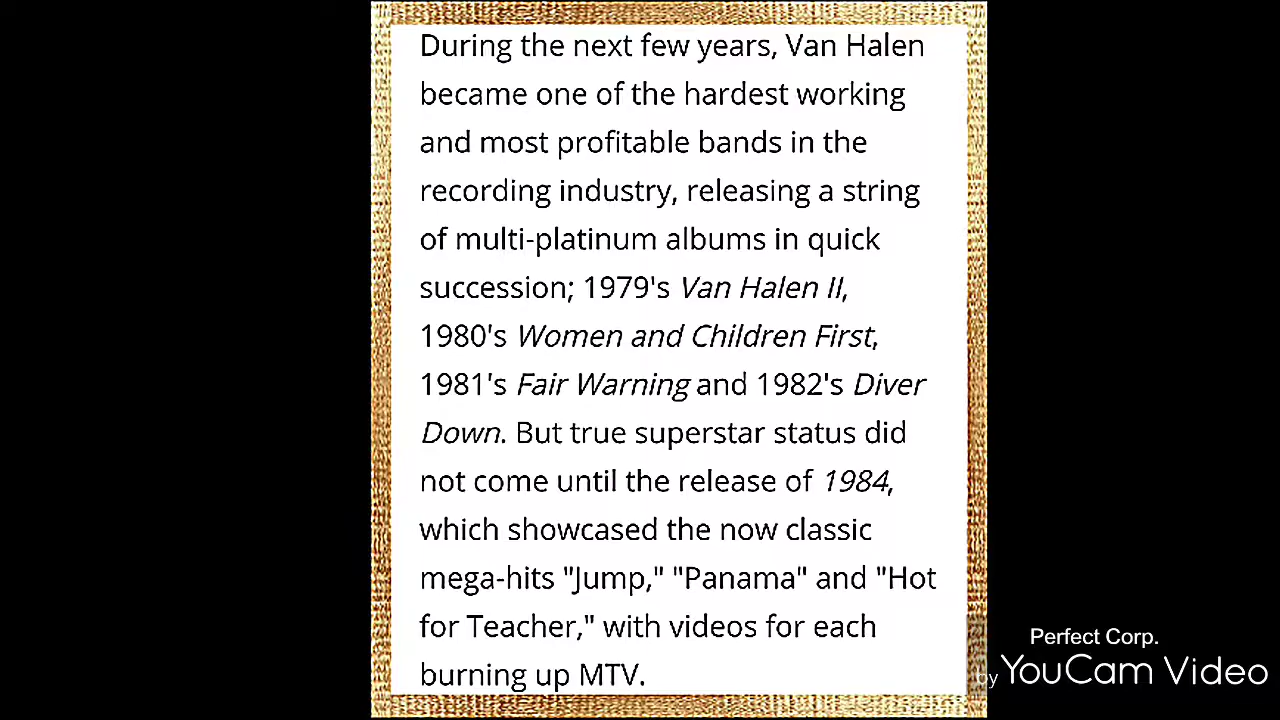 During the next few years, Van Halen
became one of the hardest working
and most profitable bands in the
recording industry, releasing a string
of multi-platinum albums in quick
succession; 1979's Van Halen II,
1980's Women and Children First,
1981's Fair Warning and 1982's Diver
Down. But true superstar status did
not come until the release of 1984,
which showcased the now classic
mega-hits "Jump," "Panama" and "Hot
for Teacher," with videos for each
burning up MTV.
Perfect Corp.
by YouCam Video